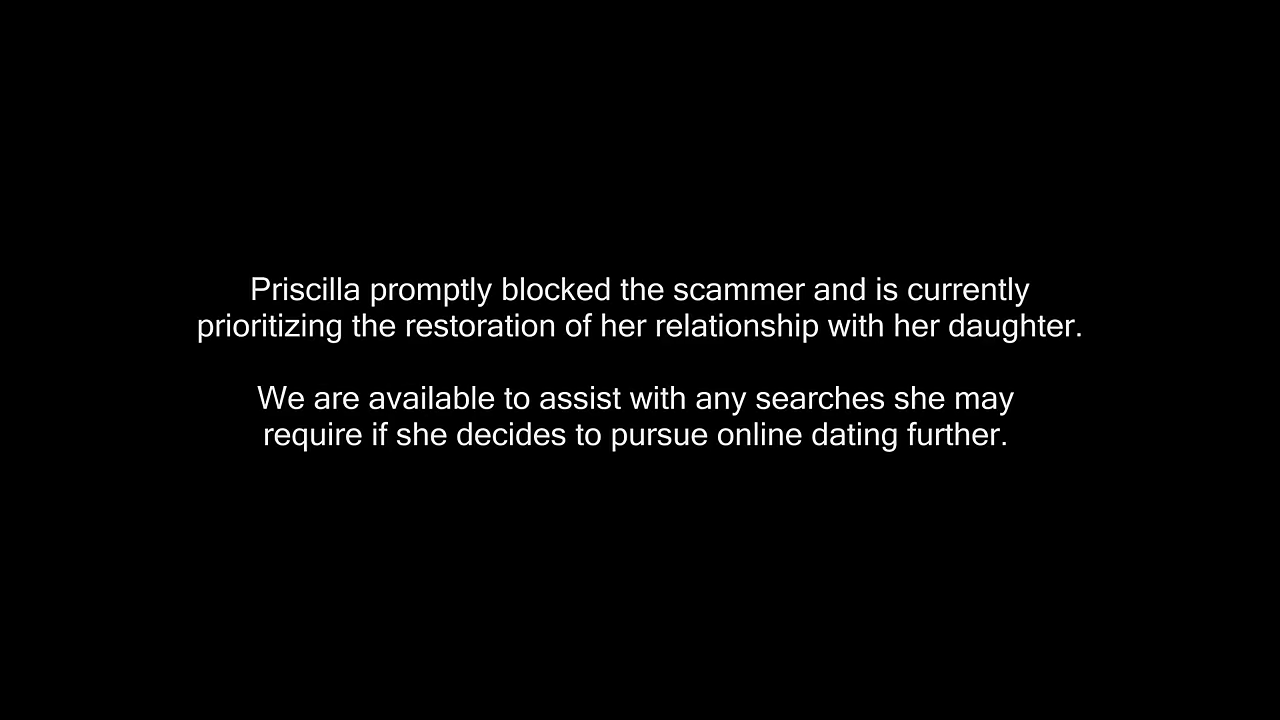 Priscilla promptly blocked the scammer and is currently
prioritizing the restoration of her relationship with her daughter.
We are available to assist with any searches she may
require if she decides to pursue online dating further.